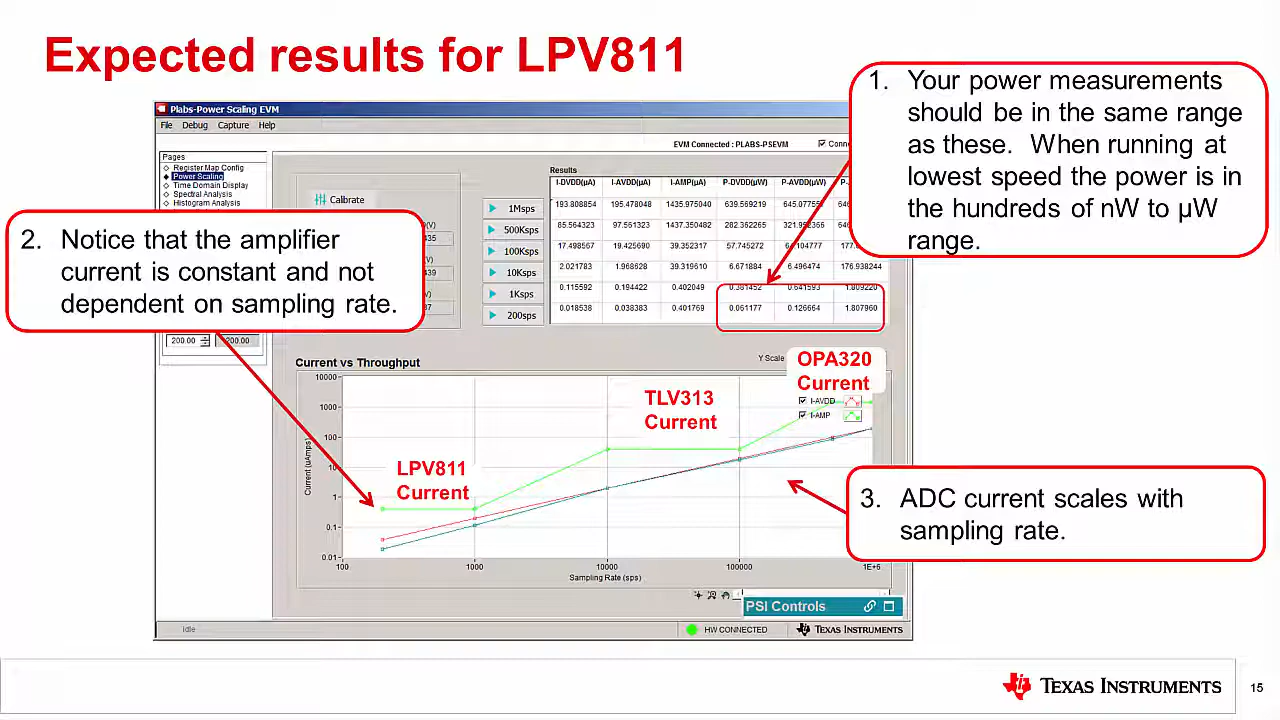 Expected results for LPV811
1. Your power measurements
should be in the same range
as these. When running at
lowest speed the power is in
the hundreds of nW to µW
range.
2. Notice that the amplifier
current is constant and not
dependent on sampling rate.
Plabs-Power Scaling EVM
File Debug Capture Help
EVM Connected : PLABS-PSEVM
Pages
Register Map Config
Power Scaling
Time Domain Display
Spectral Analysis
Histogram Analysis
Calibrate
1Msps
500Ksps
100Ksps
10Ksps
1Ksps
200sps
Results
I-DVDD(µA) I-AVDD(µA) I-AMP(µA) P-DVDD(µW) P-AVDD(µW)
193.808854 195.478048 1435.975040 639.569219
85.564323 97.551323 1437.350482 282.362265
17.498567 19.425690 39.352317 57.745272
2.021783 1.968628 39.319610 6.671884 6.496474 176.938244
0.115592 0.194422 0.402049 0.381452 0.641593 1.809220
0.018538 0.038383 0.401769 0.061177 0.126664 1.807960
200.00 200.00
Current vs Throughput
Y Scale
OPA320
Current
I-AVDD
I-AMP
TLV313
Current
LPV811
Current
Current (uAmps)
10000
1000
100
10
1
0.1
0.01
100 1000 10000 100000 1E+6
Sampling Rate (sps)
3. ADC current scales with
sampling rate.
PSI Controls
Idle
HW CONNECTED
TEXAS INSTRUMENTS
TEXAS INSTRUMENTS
15